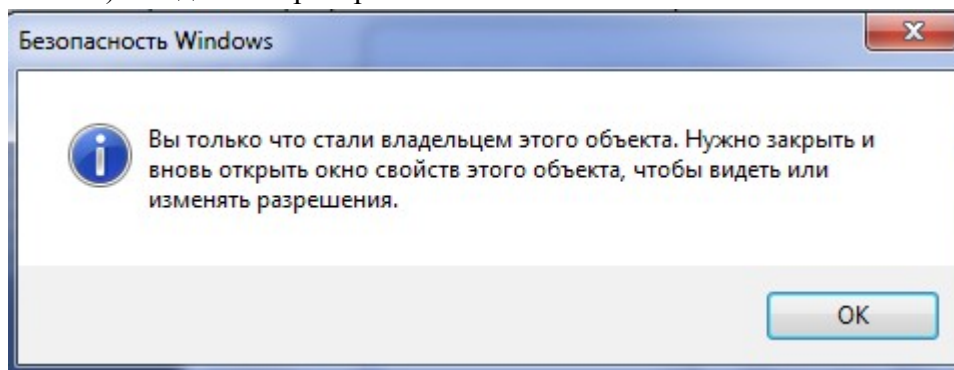 Безопасность Windows
Вы только что стали владельцем этого объекта. Нужно закрыть и
вновь открыть окно свойств этого объекта, чтобы видеть или
изменять разрешения.
OK